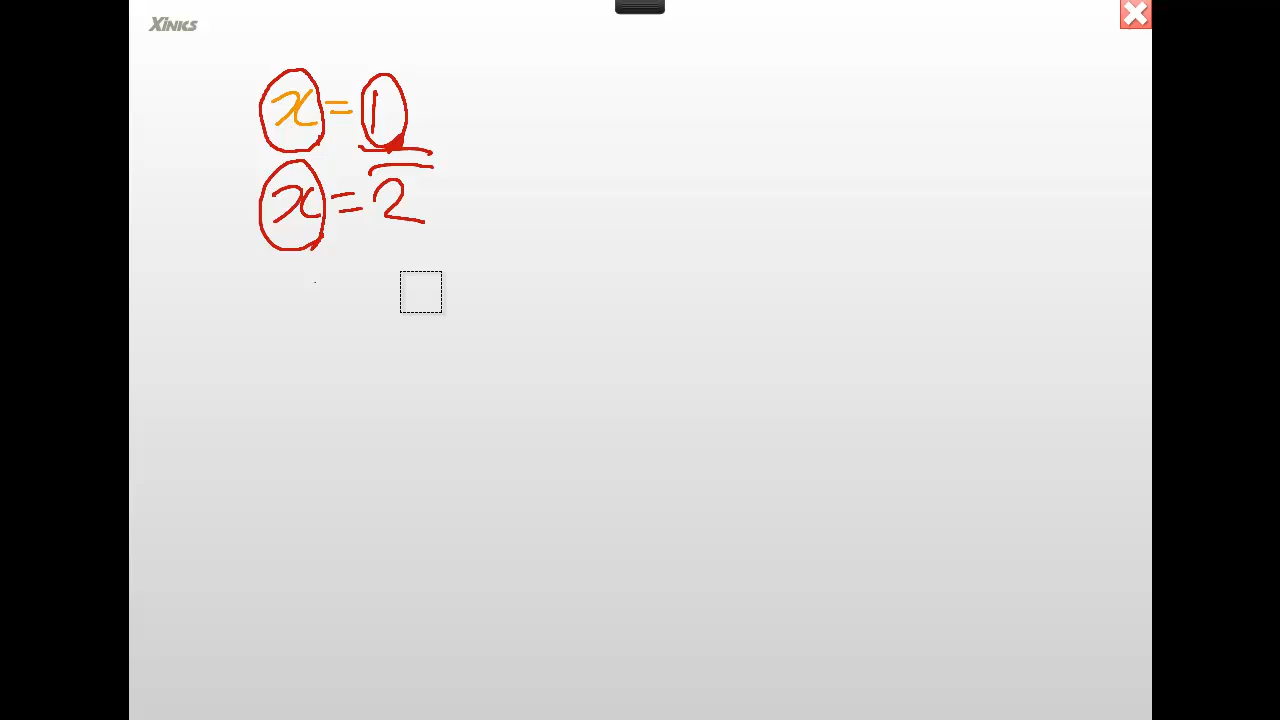 XINKS
x = 1
x = 2